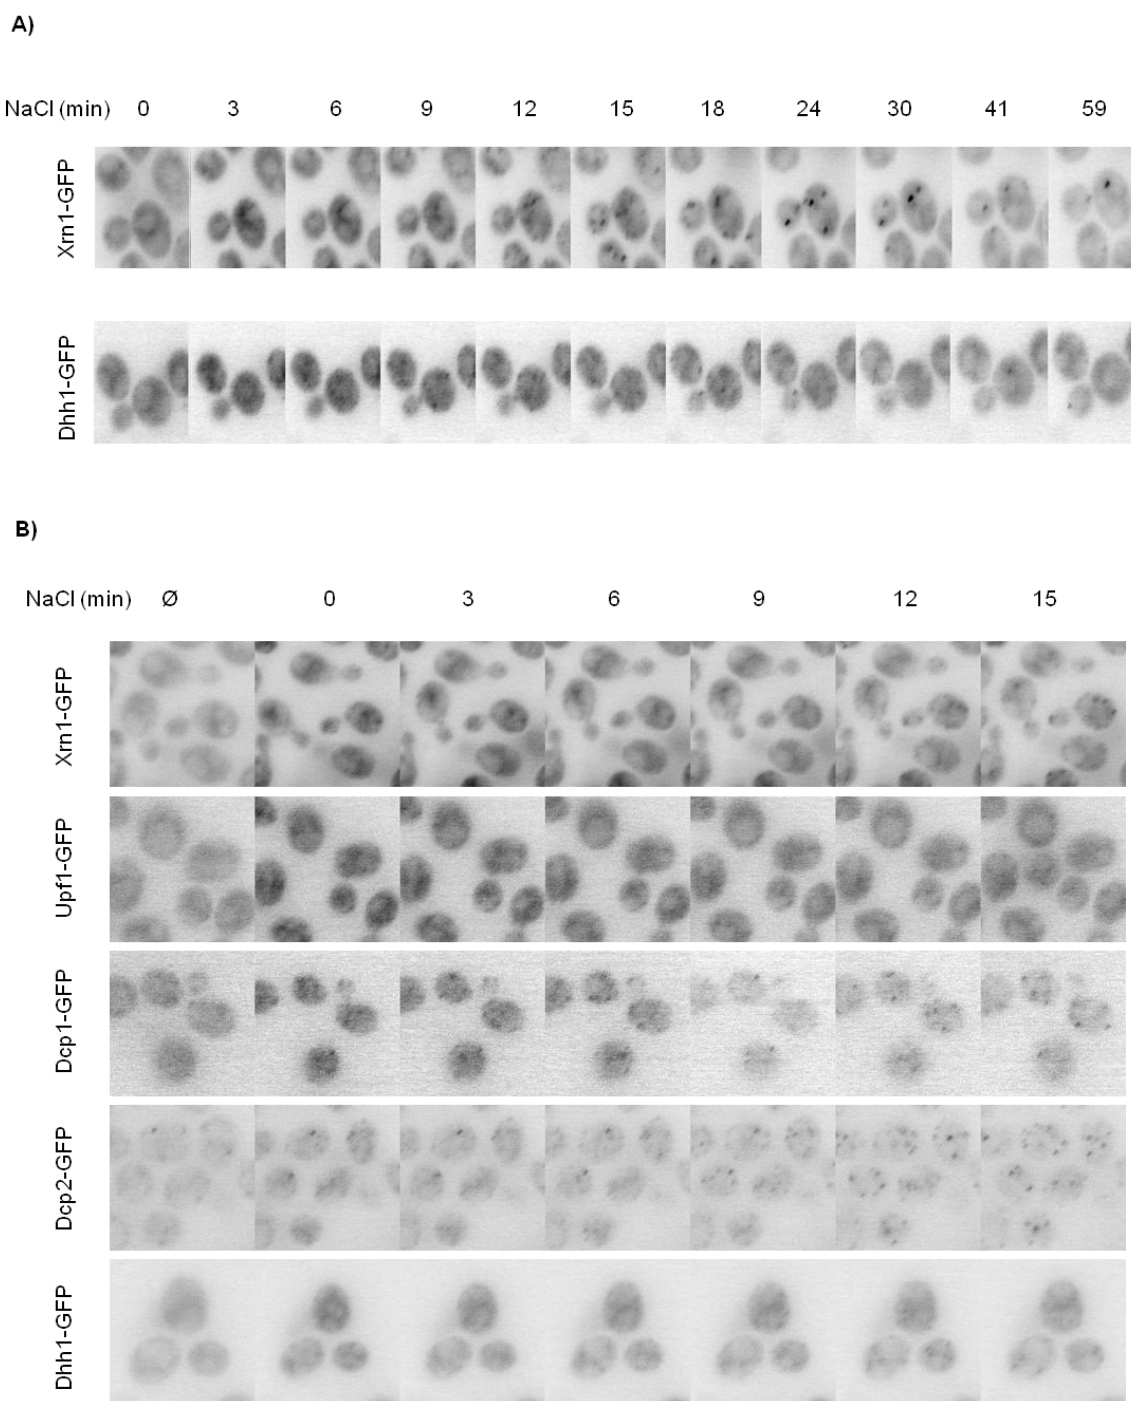 A)
NaCl (min) 0 3 6 9 12 15 18 24 30 41 59
Xrn1-GFP
Dhh1-GFP
B)
NaCl (min) Ø 0 3 6 9 12 15
Xrn1-GFP
Upf1-GFP
Dcp1-GFP
Dcp2-GFP
Dhh1-GFP